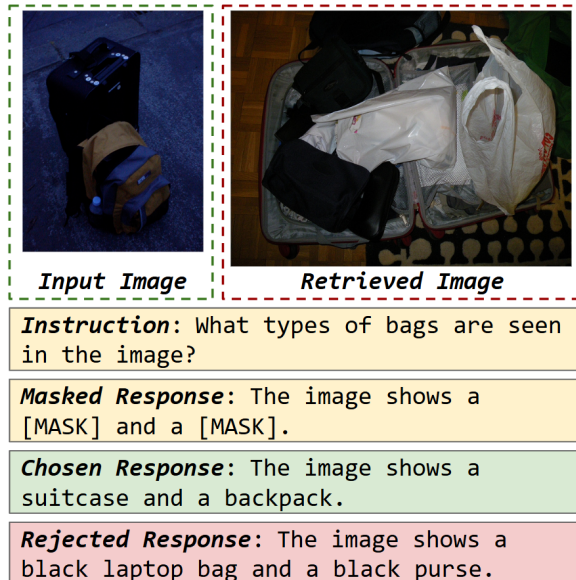 Input Image
Retrieved Image
Instruction: What types of bags are seen
in the image?
Masked Response: The image shows a
[MASK] and a [MASK].
Chosen Response: The image shows a
suitcase and a backpack.
Rejected Response: The image shows a
black laptop bag and a black purse.